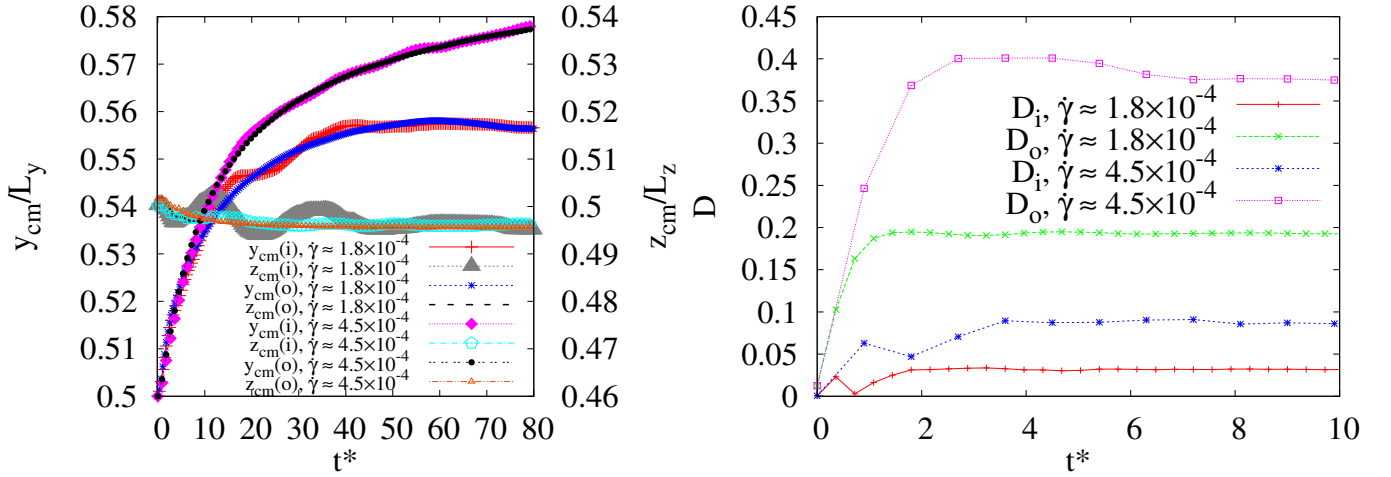 0.58
0.57
0.56
0.55
0.54
0.53
0.52
0.51
0.5
y_cm/L_y
0 10 20 30 40 50 60 70 80
t*
0.54
0.53
0.52
0.51
0.5
0.49
0.48
0.47
0.46
z_cm/L_z
y_cm(i), γ̇ ≈ 1.8×10^-4
z_cm(i), γ̇ ≈ 1.8×10^-4
y_cm(o), γ̇ ≈ 1.8×10^-4
z_cm(o), γ̇ ≈ 1.8×10^-4
y_cm(i), γ̇ ≈ 4.5×10^-4
z_cm(i), γ̇ ≈ 4.5×10^-4
y_cm(o), γ̇ ≈ 4.5×10^-4
z_cm(o), γ̇ ≈ 4.5×10^-4
0.45
0.4
0.35
0.3
0.25
0.2
0.15
0.1
0.05
0
D
0 2 4 6 8 10
t*
D_i, γ̇ ≈ 1.8×10^-4
D_o, γ̇ ≈ 1.8×10^-4
D_i, γ̇ ≈ 4.5×10^-4
D_o, γ̇ ≈ 4.5×10^-4